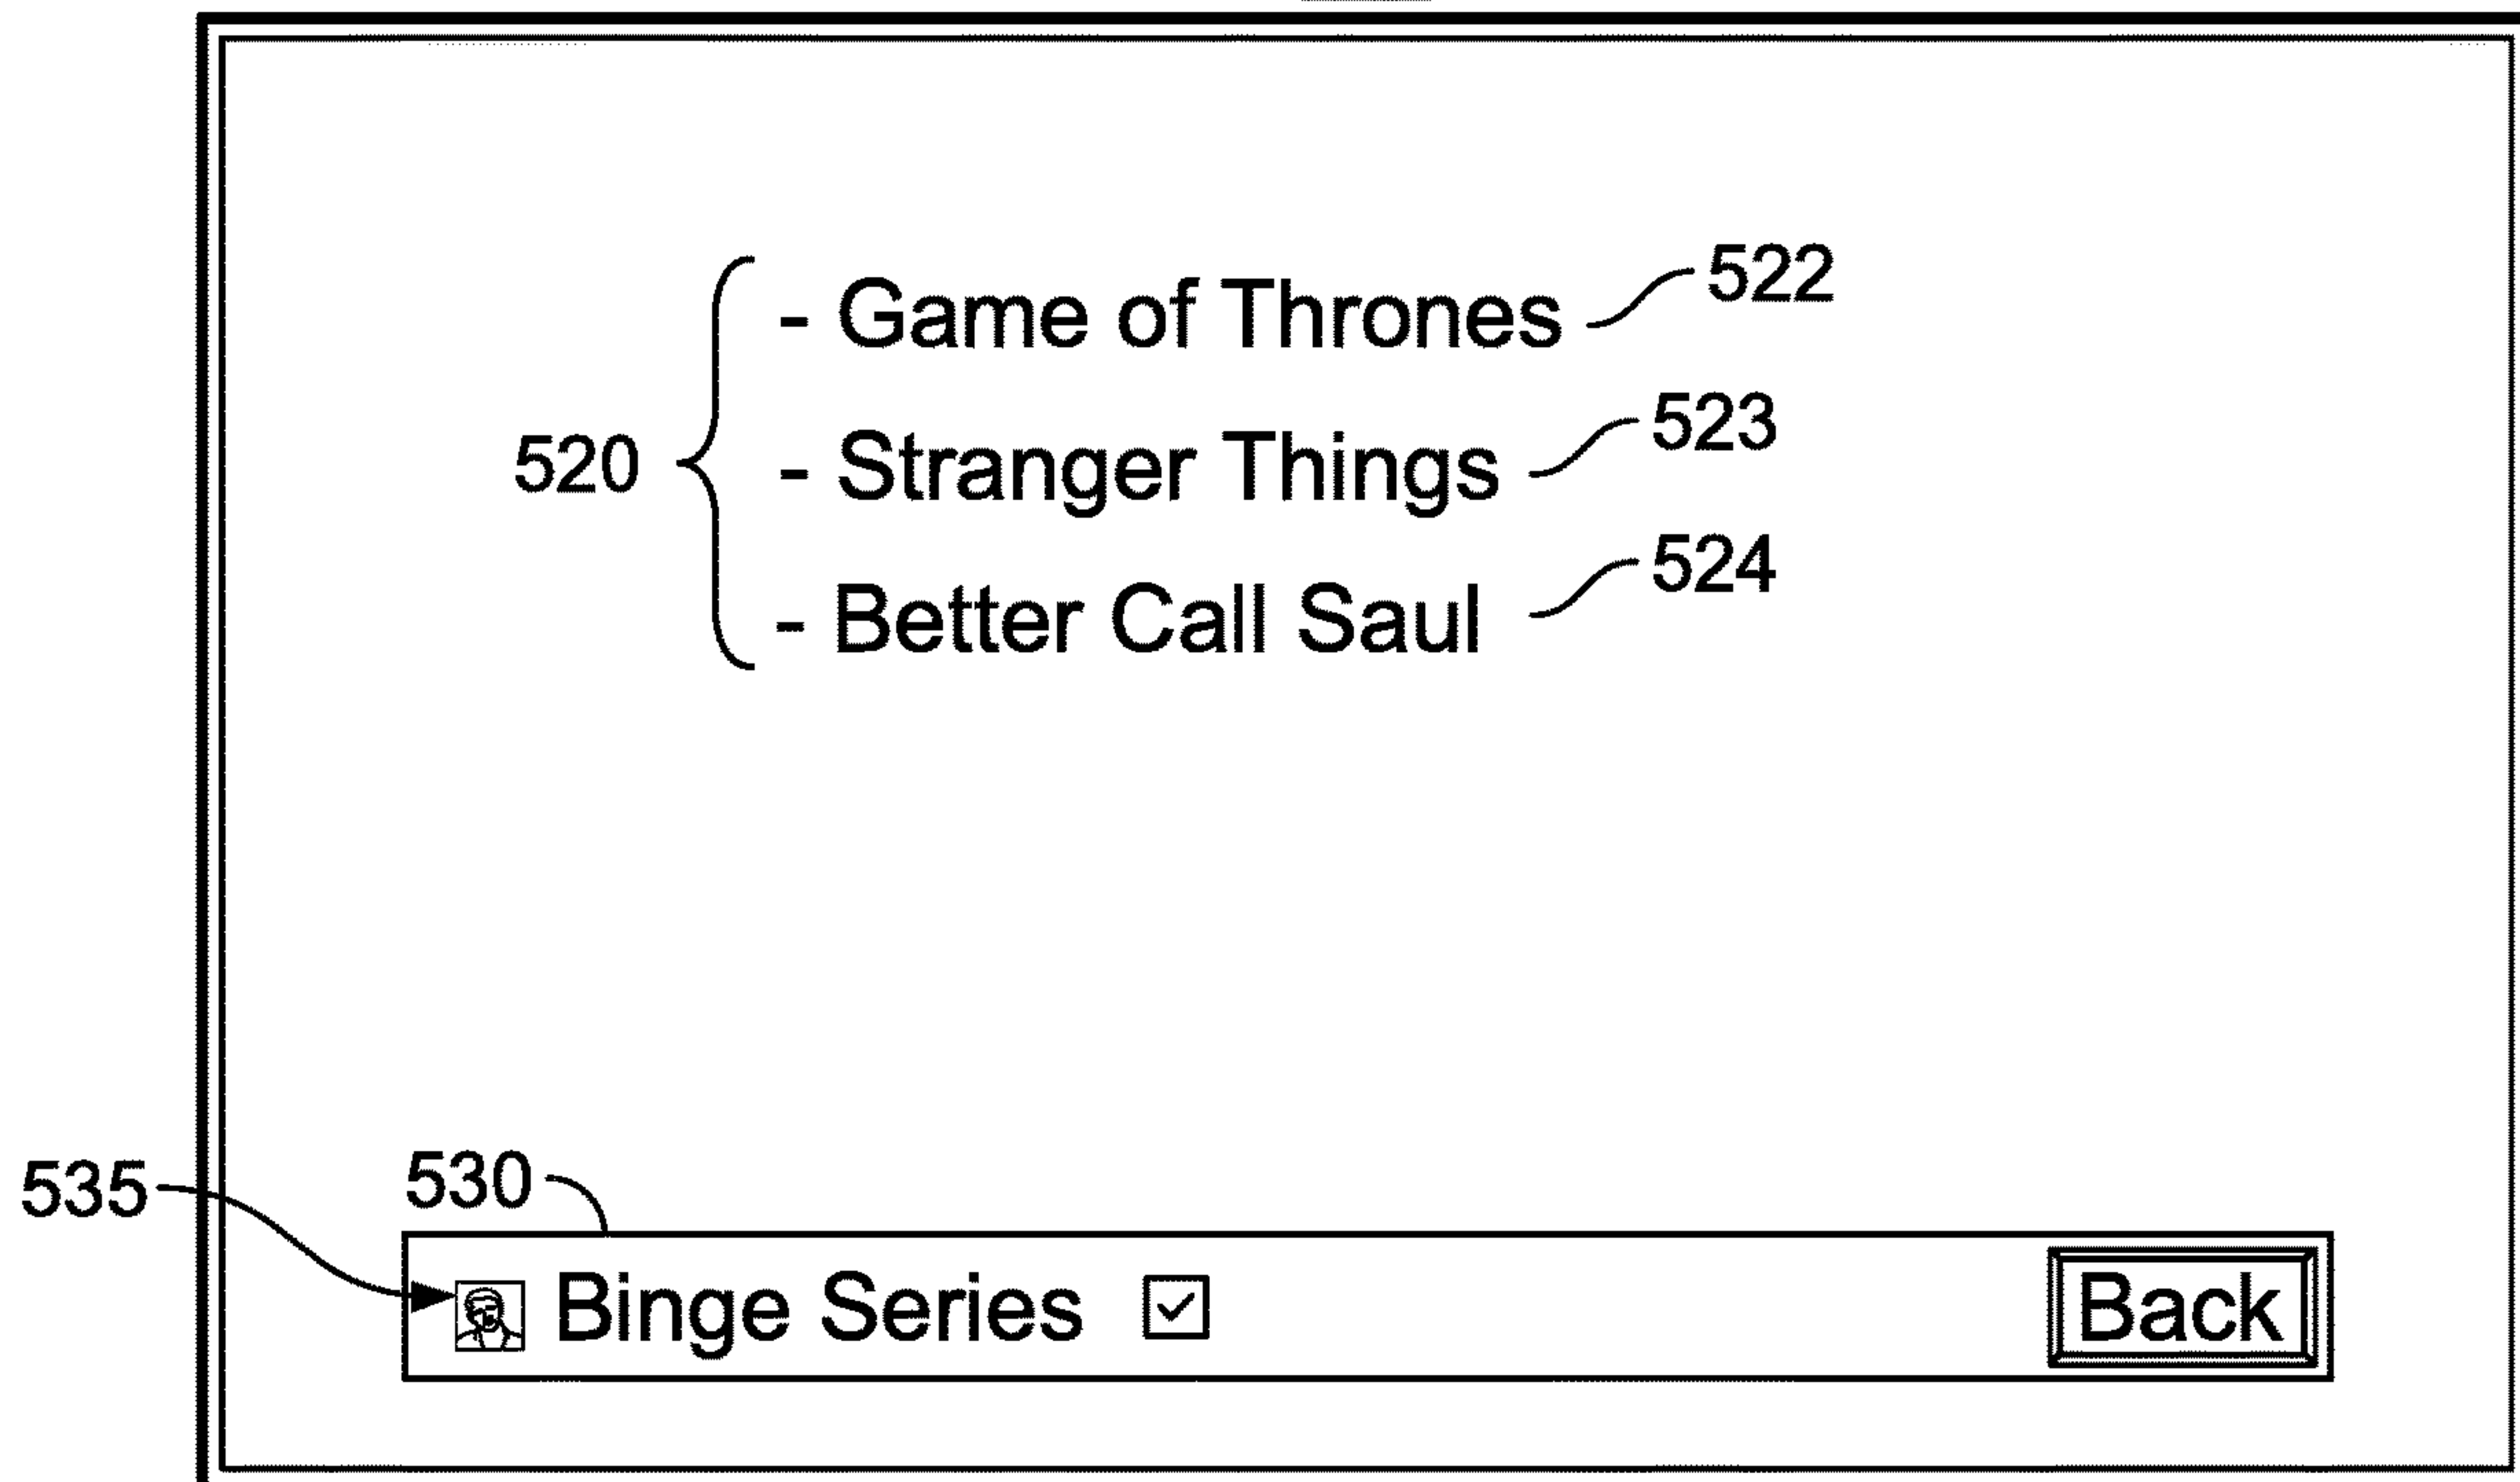 - Game of Thrones 522
520 - Stranger Things 523
- Better Call Saul 524
535 530
Binge Series Back